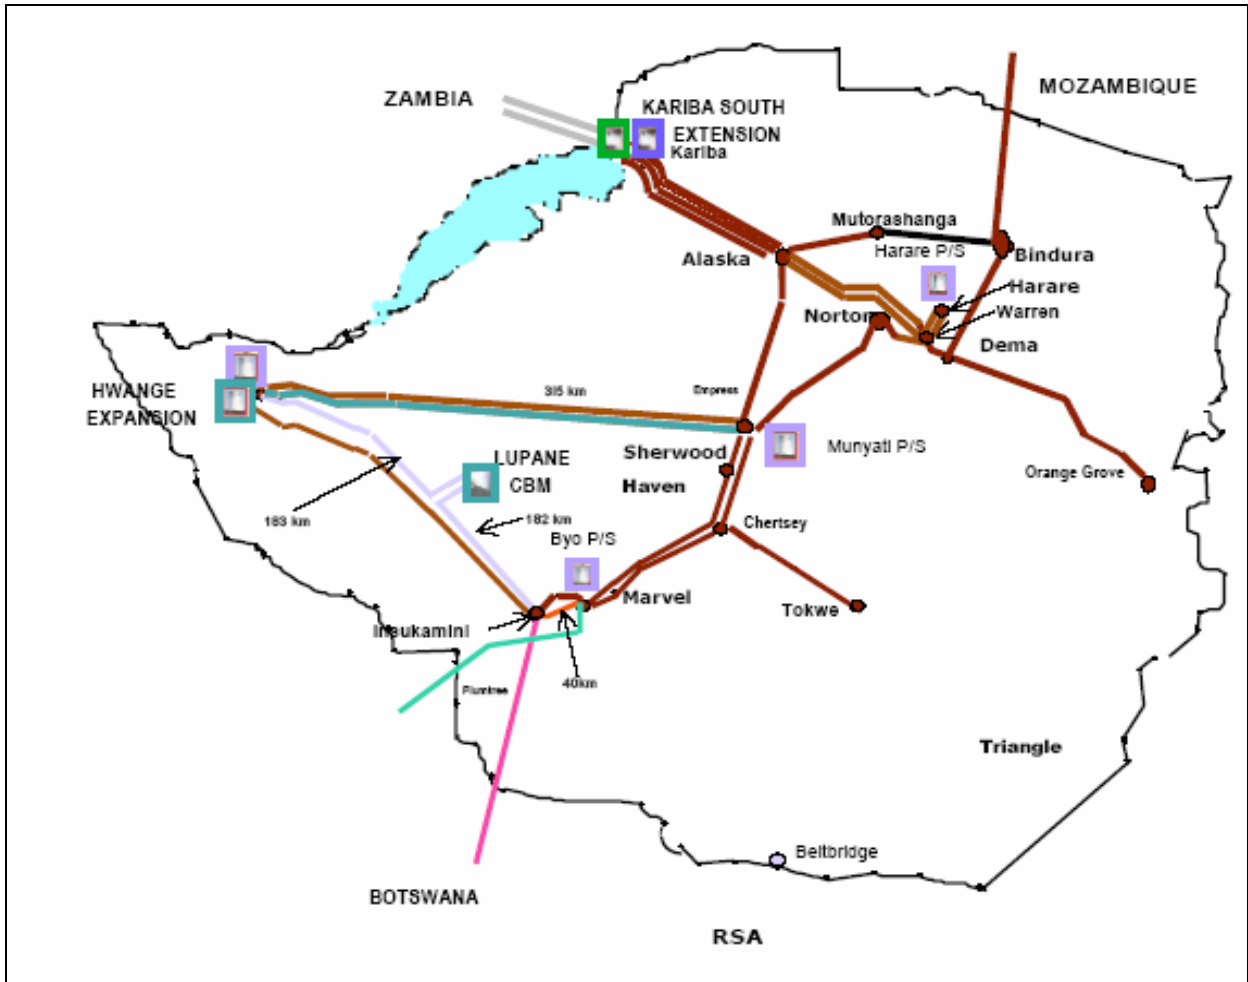 ZAMBIA
KARIBA SOUTH
EXTENSION
Kariba
MOZAMBIQUE
Mutorashanga
Harare P/S
Alaska
Bindura
Harare
Warren
Norton
Dema
HWANGE
EXPANSION
315 km
Empress
Sherwood
Munyati P/S
Haven
LUPANE
CBM
Orange Grove
183 km
182 km
Byo P/S
Chertsey
Marvel
Tokwe
Insukamini
40km
Plumtree
Triangle
Beitbridge
BOTSWANA
RSA